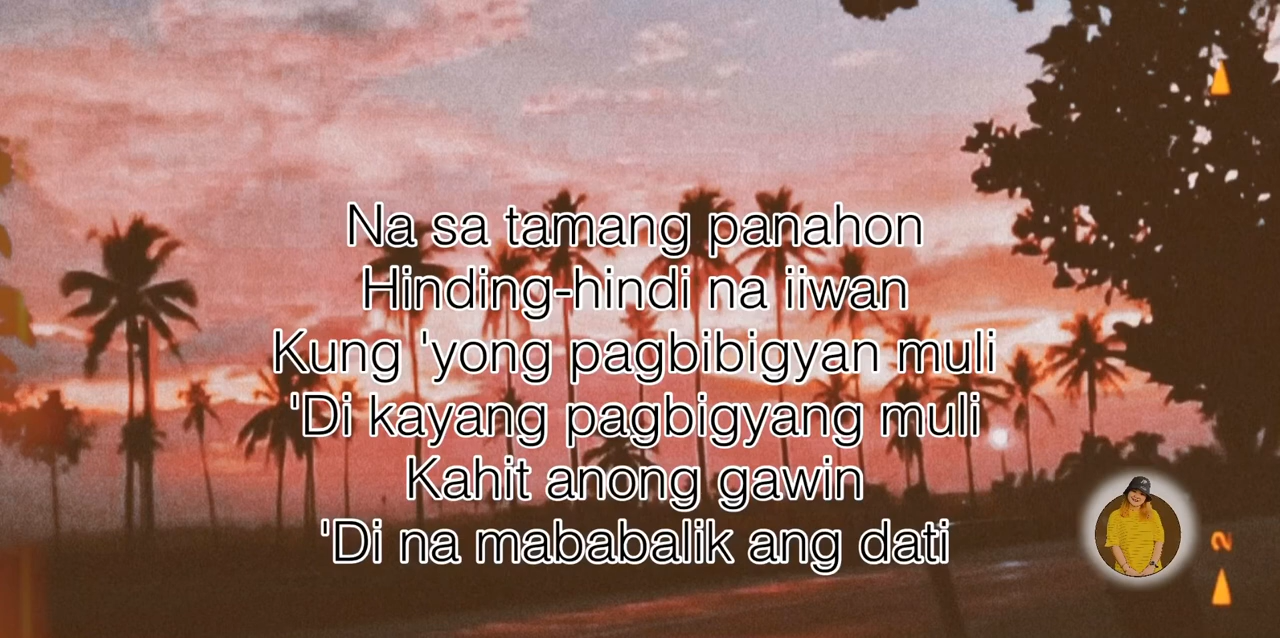 Na sa tamang panahon
Hinding-hindi na iiwan
Kung 'yong pagbibigyan muli
'Di kayang pagbigyang muli
Kahit anong gawin
'Di na mababalik ang dati
2